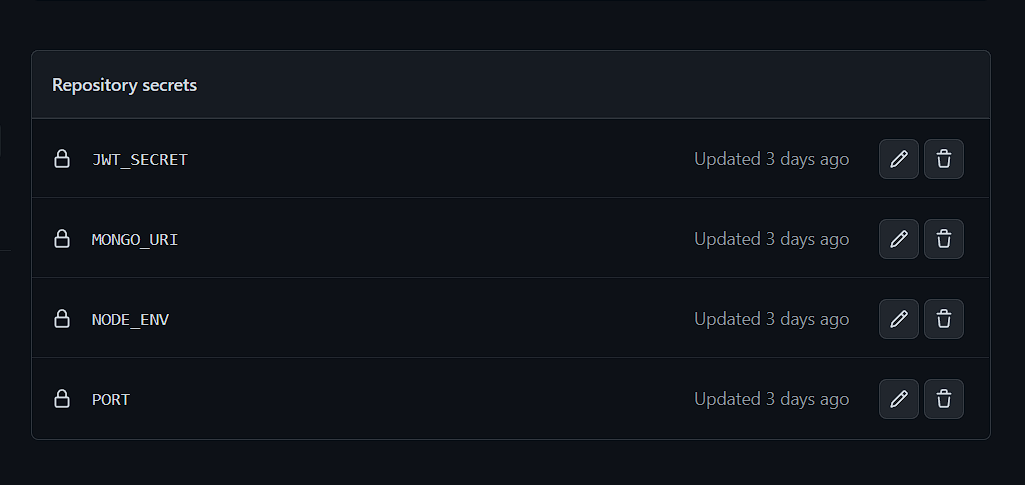 Repository secrets
JWT_SECRET Updated 3 days ago
MONGO_URI Updated 3 days ago
NODE_ENV Updated 3 days ago
PORT Updated 3 days ago